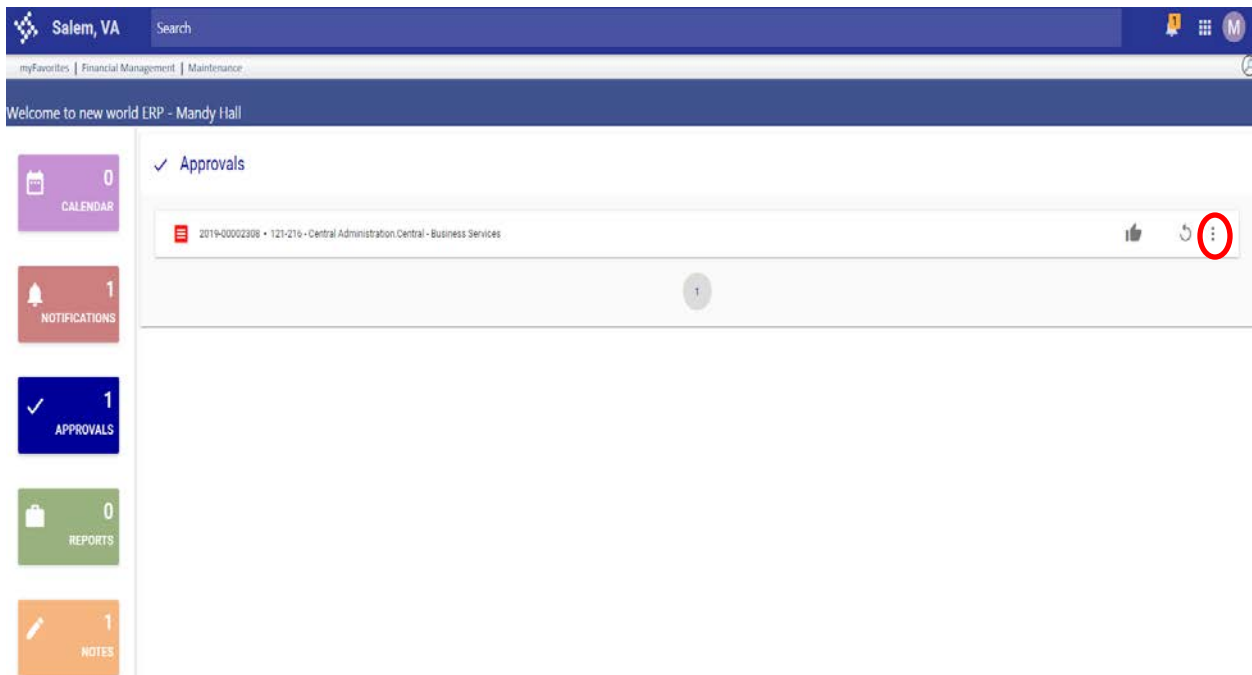 Salem, VA
Search
1
M
myFavorites | Financial Management | Maintenance
Welcome to new world ERP - Mandy Hall
0
CALENDAR
1
NOTIFICATIONS
1
APPROVALS
0
REPORTS
1
NOTES
Approvals
2019-00002308 • 121-216 - Central Administration.Central - Business Services
1